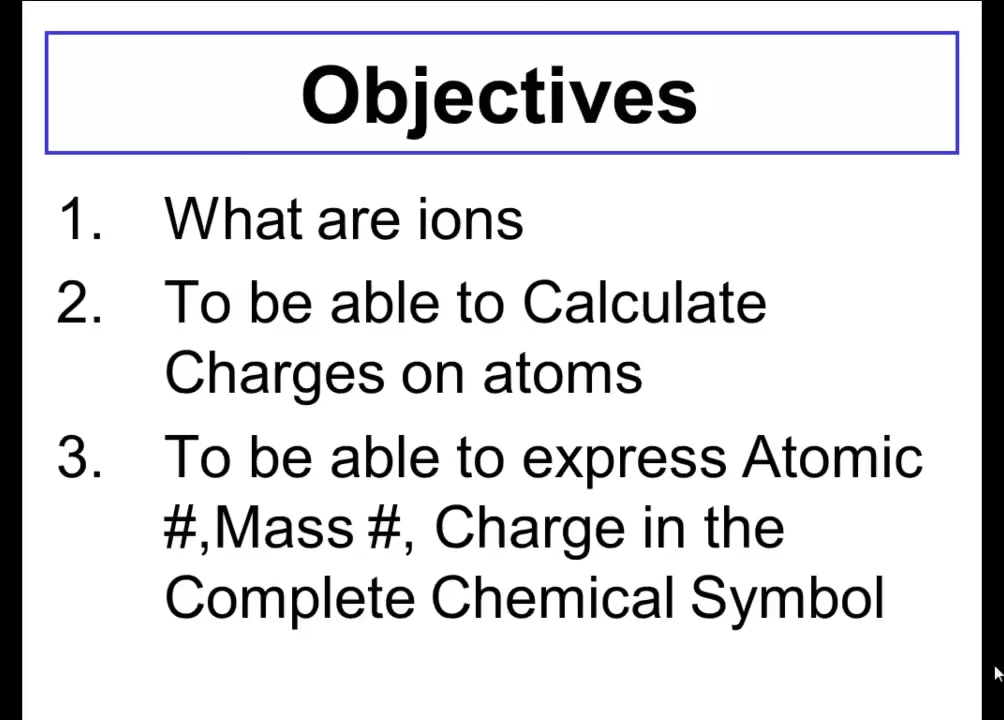 Objectives
1. What are ions
2. To be able to Calculate
Charges on atoms
3. To be able to express Atomic
#,Mass #, Charge in the
Complete Chemical Symbol